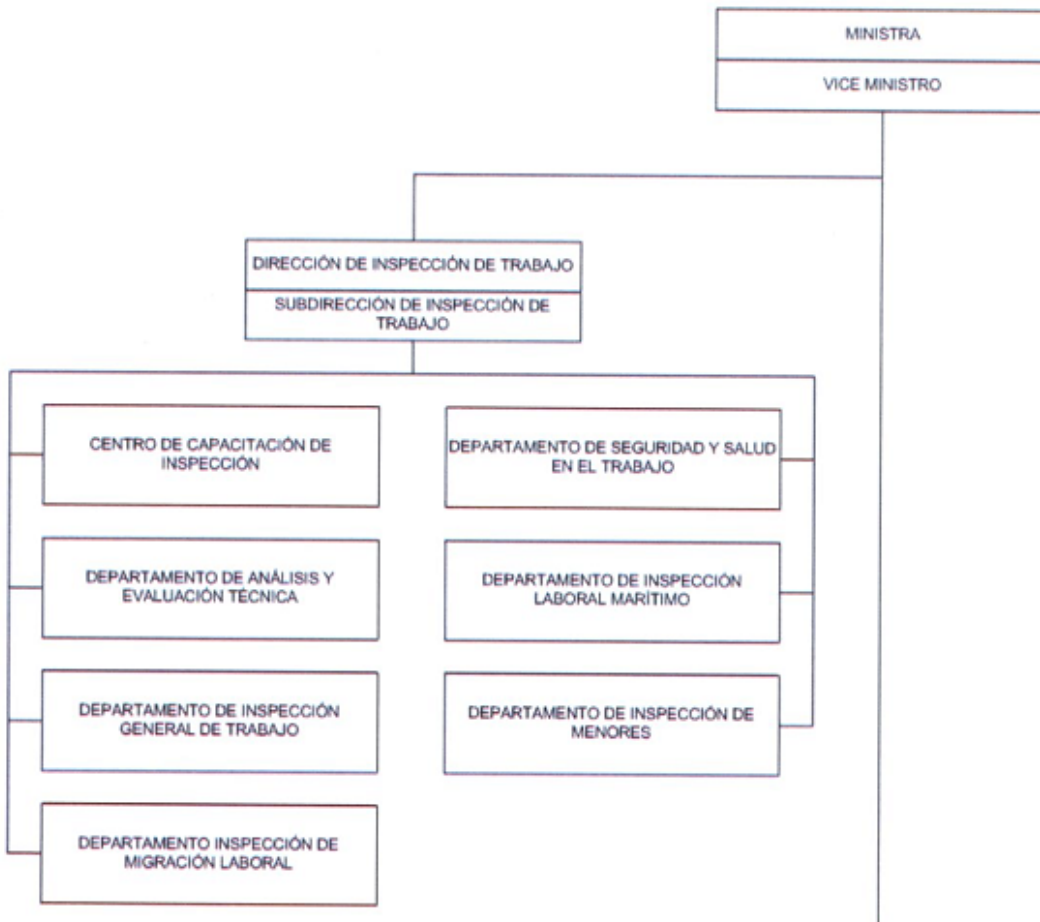 MINISTRA
VICE MINISTRO
DIRECCIÓN DE INSPECCIÓN DE TRABAJO
SUBDIRECCIÓN DE INSPECCIÓN DE
TRABAJO
CENTRO DE CAPACITACIÓN DE
INSPECCIÓN
DEPARTAMENTO DE SEGURIDAD Y SALUD
EN EL TRABAJO
DEPARTAMENTO DE ANÁLISIS Y
EVALUACIÓN TÉCNICA
DEPARTAMENTO DE INSPECCIÓN
LABORAL MARÍTIMO
DEPARTAMENTO DE INSPECCIÓN
GENERAL DE TRABAJO
DEPARTAMENTO DE INSPECCIÓN DE
MENORES
DEPARTAMENTO INSPECCIÓN DE
MIGRACIÓN LABORAL